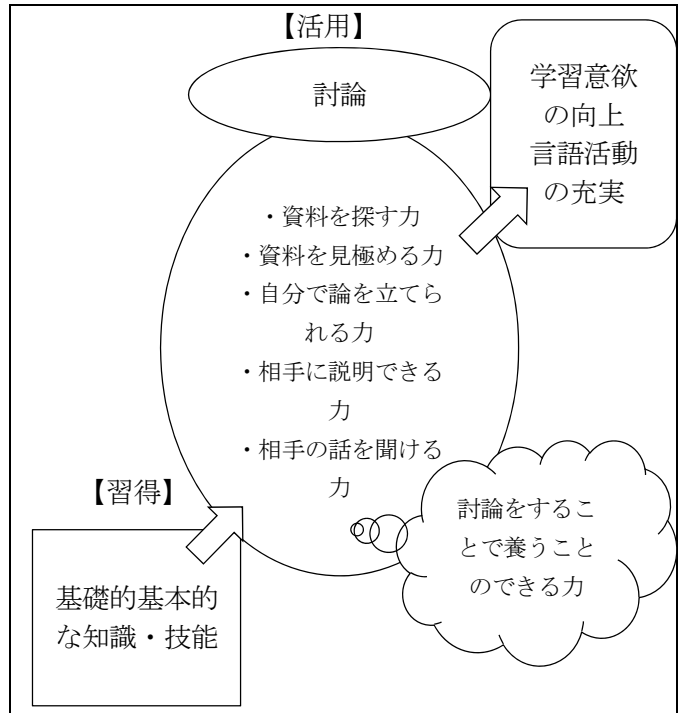 【活用】
討論
学習意欲
の向上
言語活動
の充実
・資料を探す力
・資料を見極める力
・自分で論を立てら
れる力
・相手に説明できる
力
・相手の話を聞ける
力
【習得】
基礎的基本的
な知識・技能
討論をするこ
とで養うこと
のできる力